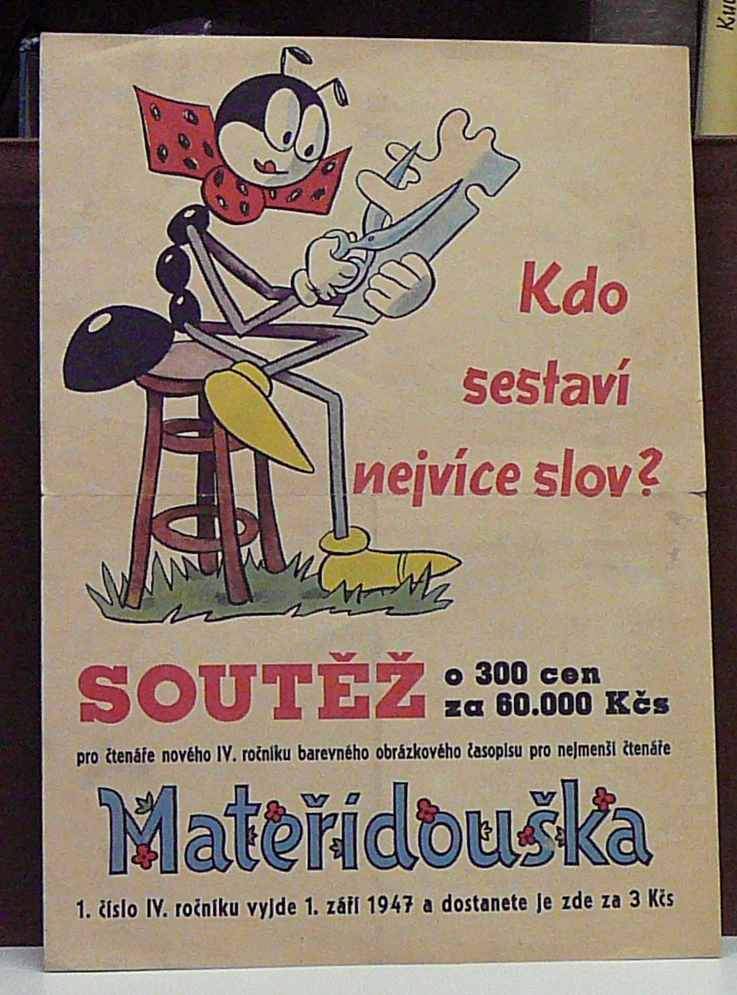 Kdo
sestaví
nejvíce slov?
SOUTĚŽ
o 300 cen
za 60.000 Kčs
pro čtenáře nového IV. ročníku barevného obrázkového časopisu pro nejmenší čtenáře
Mateřídouška
1. číslo IV. ročníku vyjde 1. září 1947 a dostanete je zde za 3 Kčs